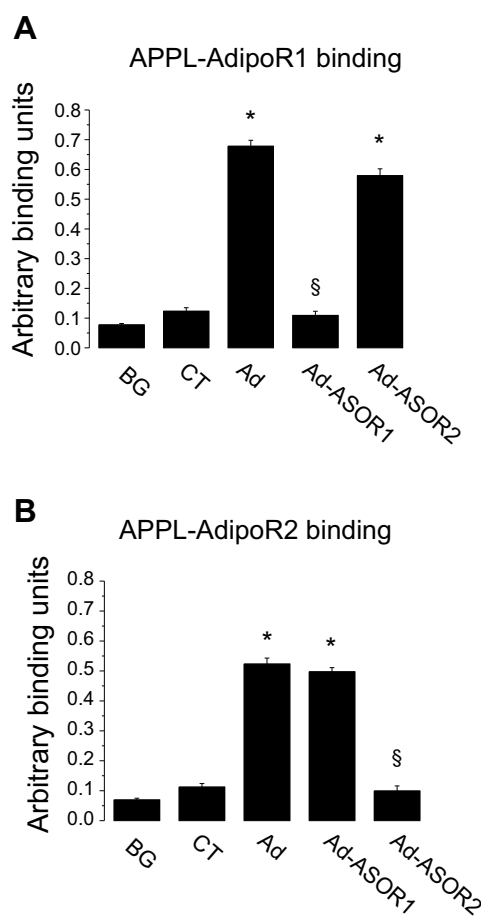 A
APPL-AdipoR1 binding
Arbitrary binding units
0.8
0.7
0.6
0.5
0.4
0.3
0.2
0.1
0.0
*
*
§
BG
CT
Ad
Ad-ASOR1
Ad-ASOR2
B
APPL-AdipoR2 binding
Arbitrary binding units
0.8
0.7
0.6
0.5
0.4
0.3
0.2
0.1
0.0
*
*
§
BG
CT
Ad
Ad-ASOR1
Ad-ASOR2